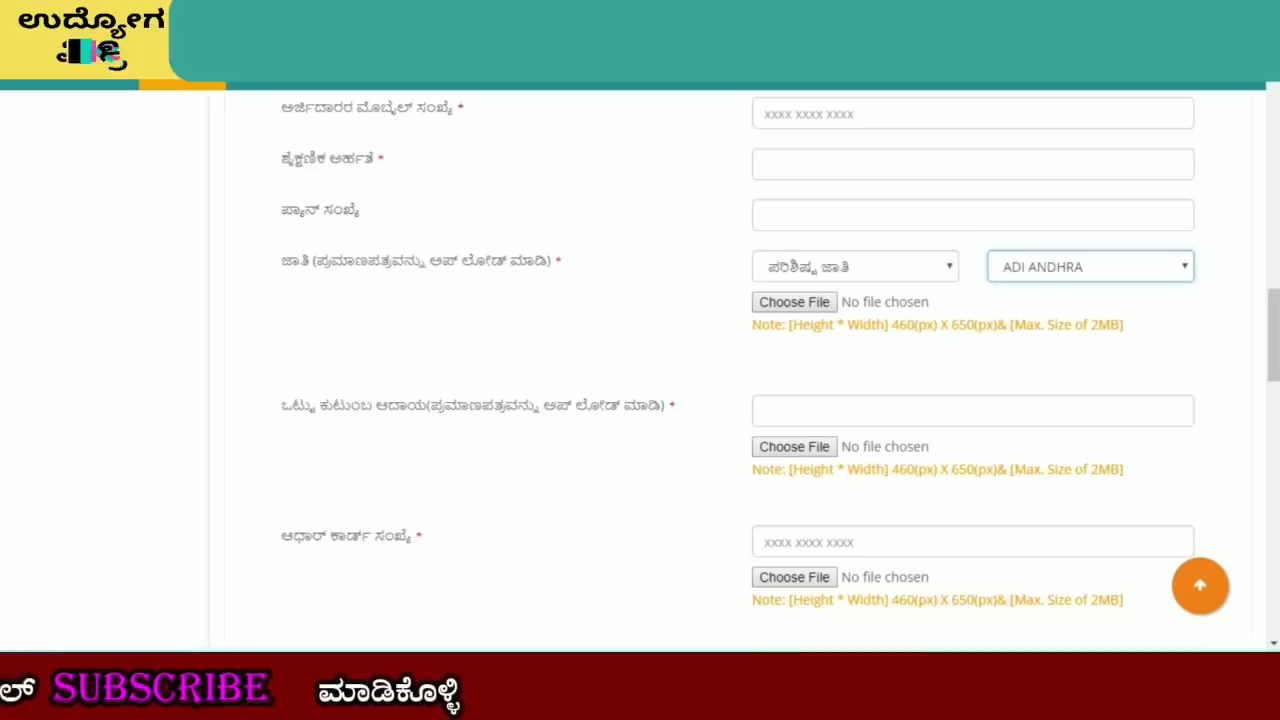 ಉದ್ಯೋಗ
ಅರ್ಜಿದಾರರ ಮೊಬೈಲ್ ಸಂಖ್ಯೆ *
xxxx xxxx xxxx
ಶೈಕ್ಷಣಿಕ ಅರ್ಹತೆ *
ಪ್ಯಾನ್ ಸಂಖ್ಯೆ
ಜಾತಿ (ಪ್ರಮಾಣಪತ್ರವನ್ನು ಅಪ್ ಲೋಡ್ ಮಾಡಿ) *
ಪರಿಶಿಷ್ಟ ಜಾತಿ
ADI ANDHRA
Choose File No file chosen
Note: [Height * Width] 460(px) X 650(px)& [Max. Size of 2MB]
ಒಟ್ಟು ಕುಟುಂಬ ಆದಾಯ(ಪ್ರಮಾಣಪತ್ರವನ್ನು ಅಪ್ ಲೋಡ್ ಮಾಡಿ) *
Choose File No file chosen
Note: [Height * Width] 460(px) X 650(px)& [Max. Size of 2MB]
ಆಧಾರ್ ಕಾರ್ಡ್ ಸಂಖ್ಯೆ *
xxxx xxxx xxxx
Choose File No file chosen
Note: [Height * Width] 460(px) X 650(px)& [Max. Size of 2MB]
ಲ್ SUBSCRIBE ಮಾಡಿಕೊಳ್ಳಿ